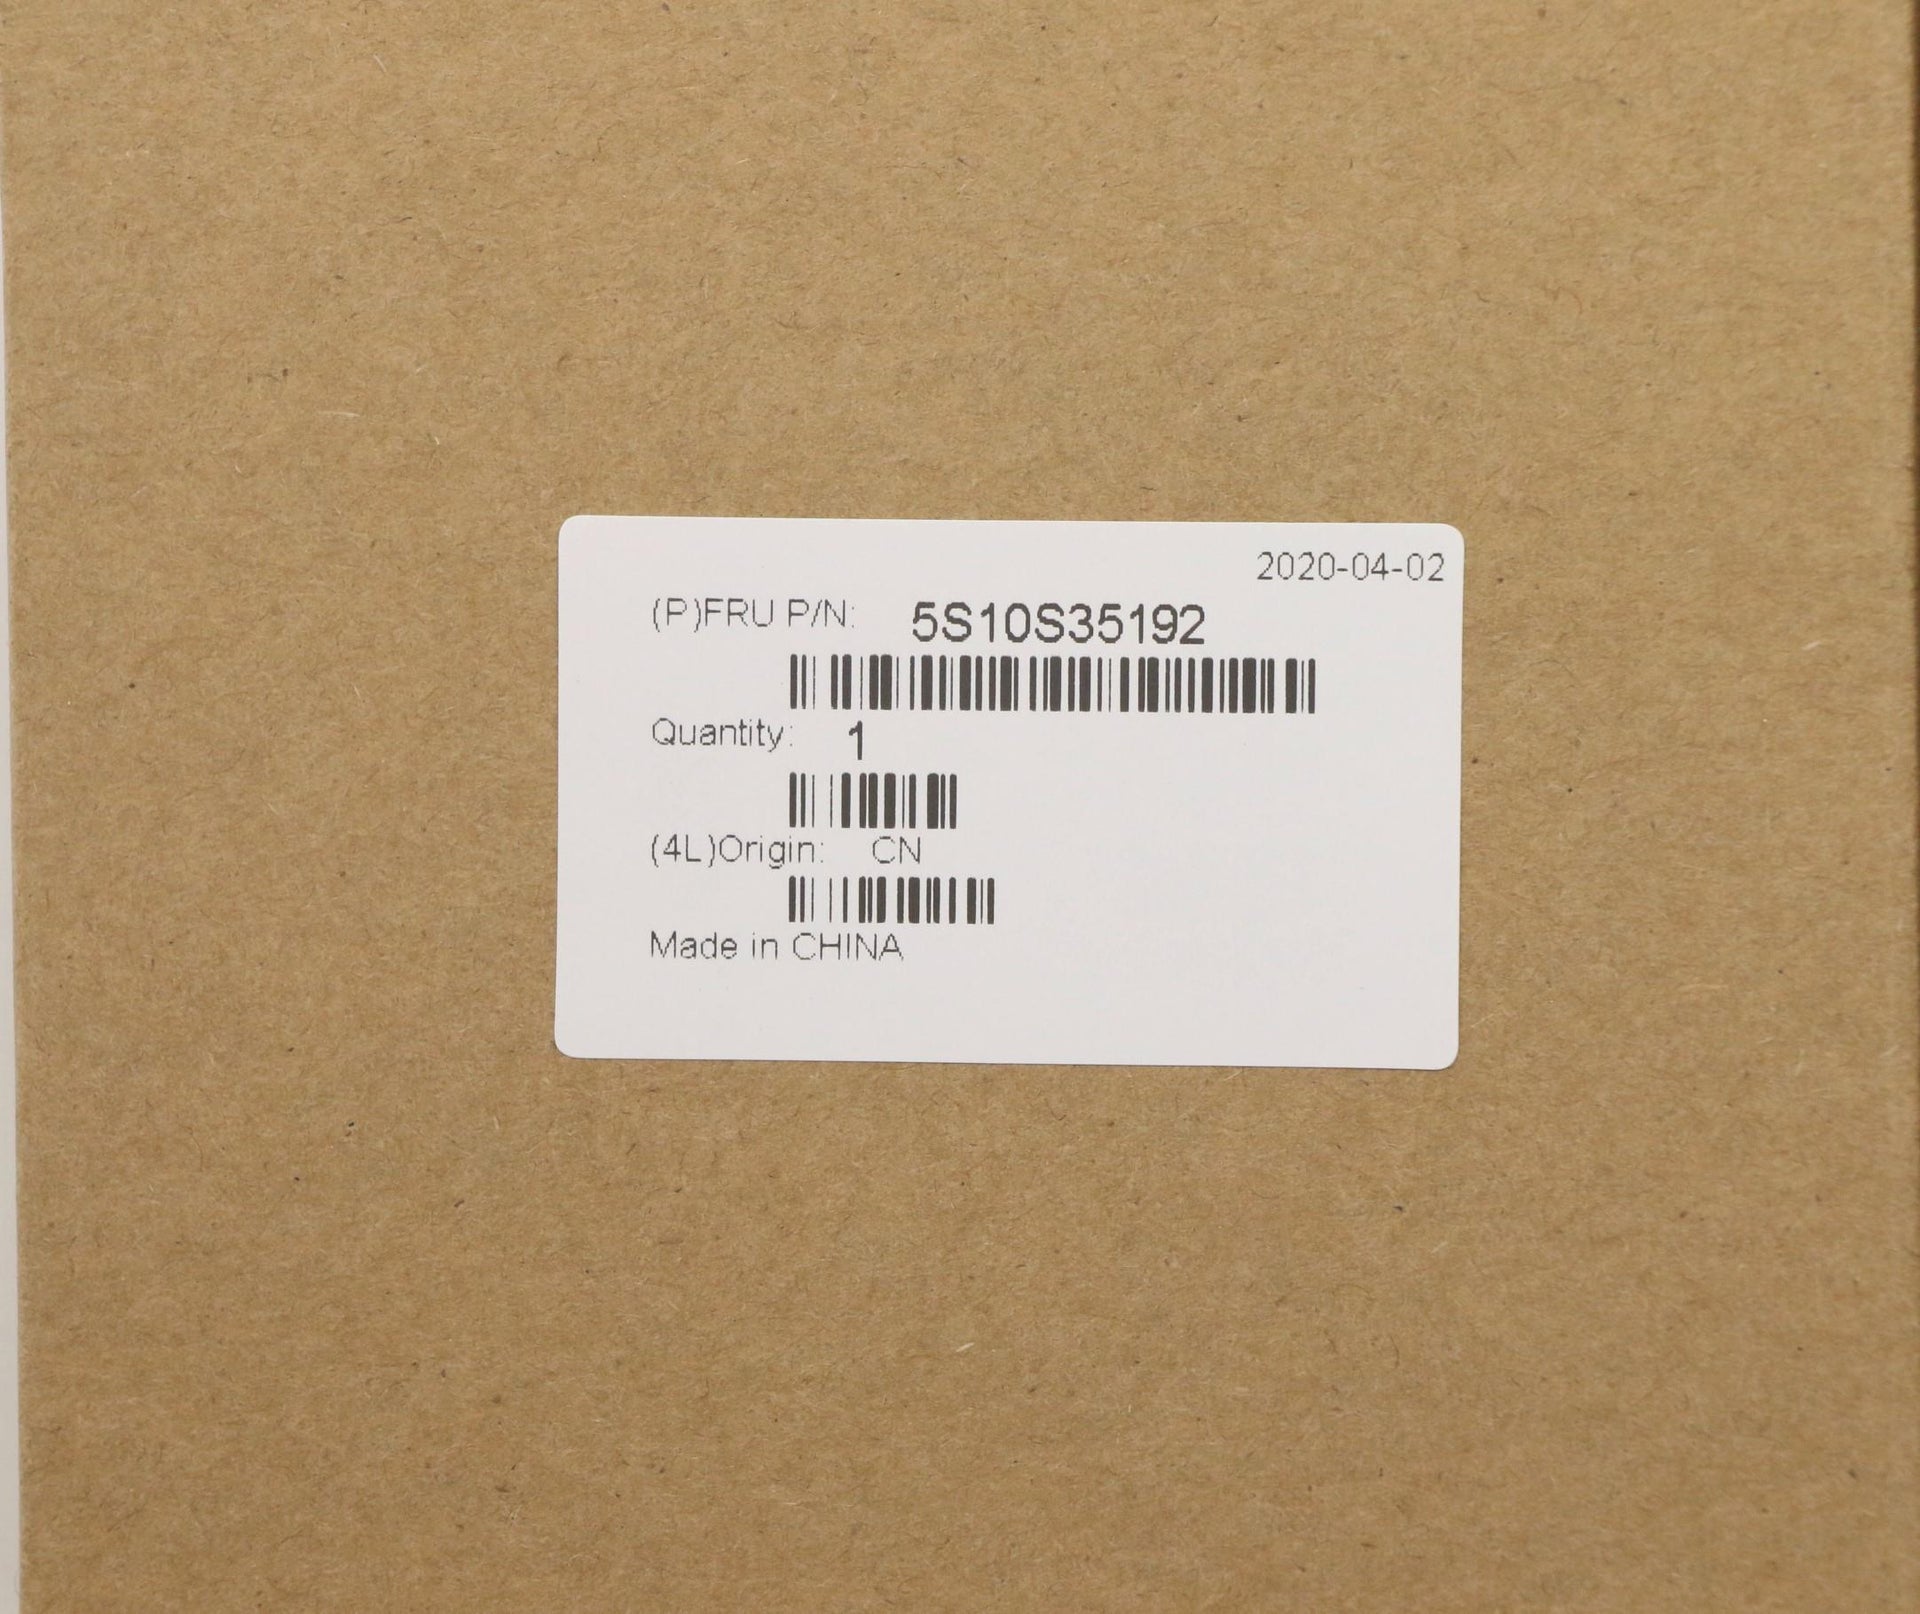 2020-04-02
(P)FRU P/N: 5S10S35192
Quantity: 1
(4L)Origin: CN
Made in CHINA